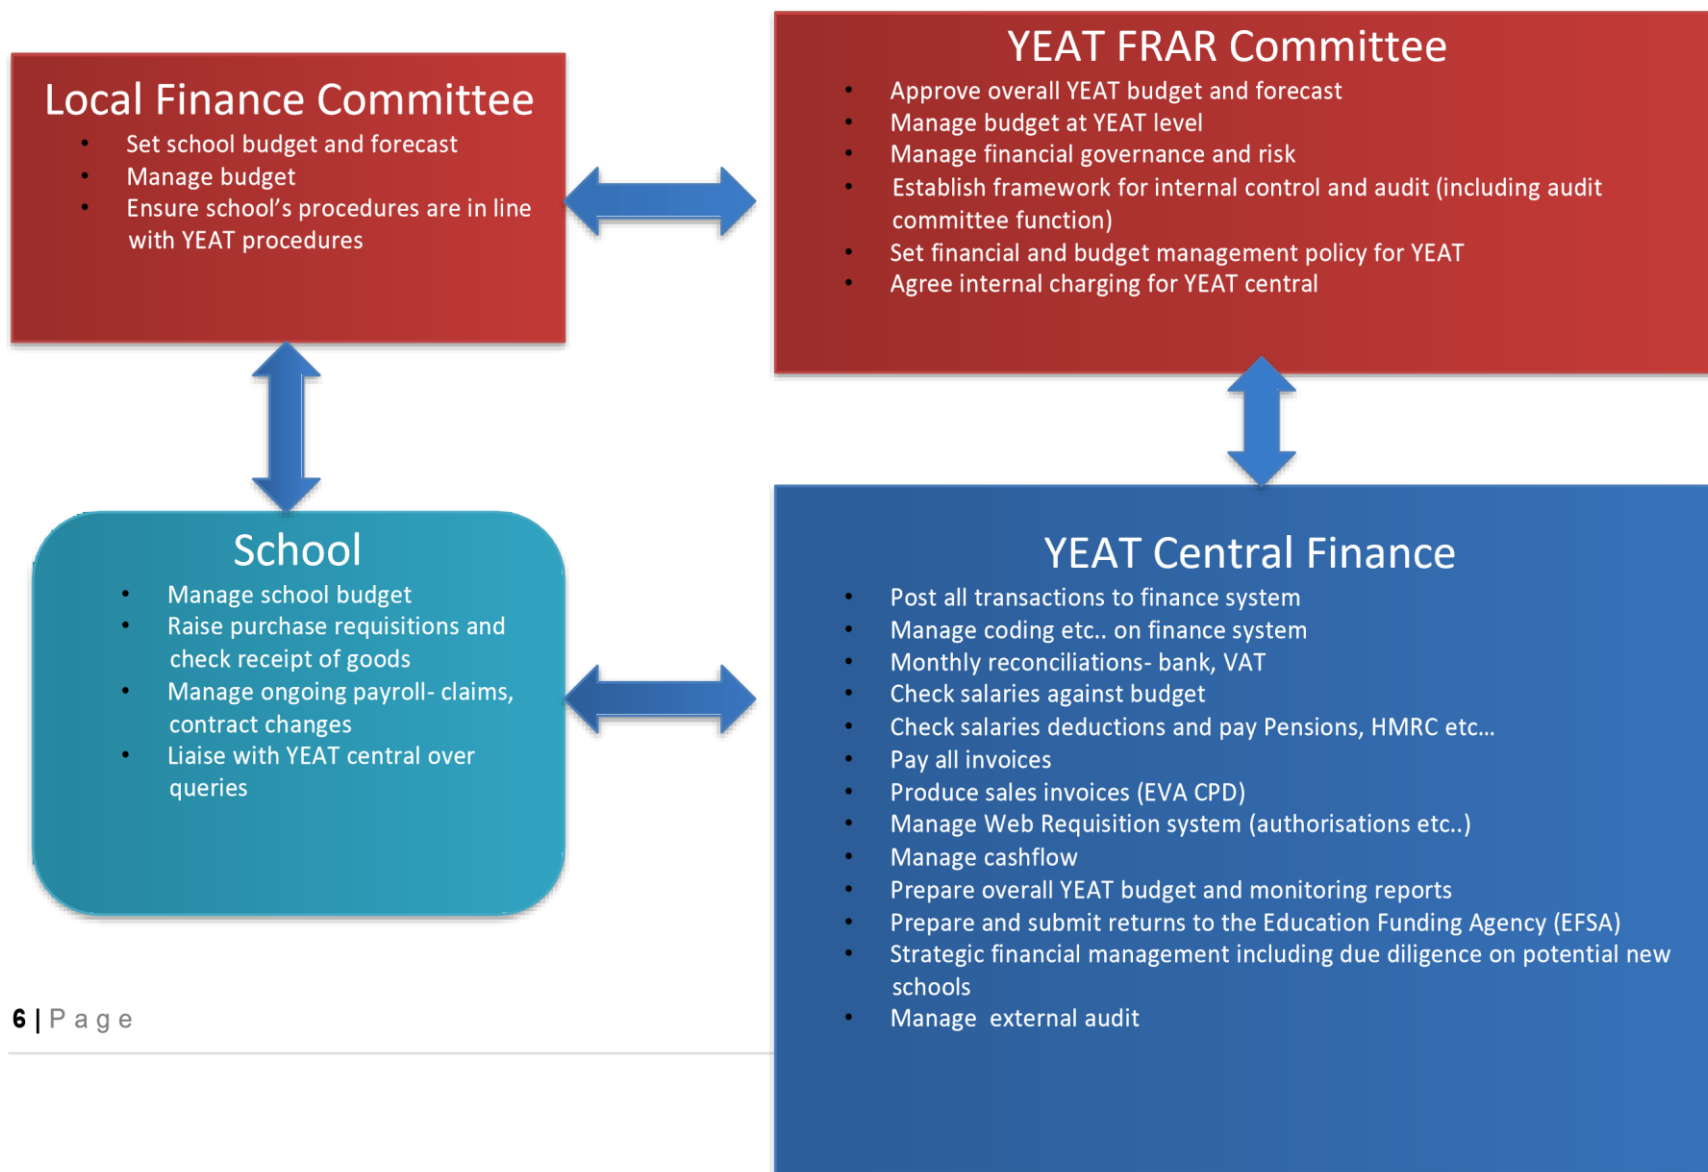 Local Finance Committee
• Set school budget and forecast
• Manage budget
• Ensure school’s procedures are in line
with YEAT procedures
YEAT FRAR Committee
• Approve overall YEAT budget and forecast
• Manage budget at YEAT level
• Manage financial governance and risk
• Establish framework for internal control and audit (including audit
committee function)
• Set financial and budget management policy for YEAT
• Agree internal charging for YEAT central
School
• Manage school budget
• Raise purchase requisitions and
check receipt of goods
• Manage ongoing payroll- claims,
contract changes
• Liaise with YEAT central over
queries
YEAT Central Finance
• Post all transactions to finance system
• Manage coding etc.. on finance system
• Monthly reconciliations- bank, VAT
• Check salaries against budget
• Check salaries deductions and pay Pensions, HMRC etc...
• Pay all invoices
• Produce sales invoices (EVA CPD)
• Manage Web Requisition system (authorisations etc..)
• Manage cashflow
• Prepare overall YEAT budget and monitoring reports
• Prepare and submit returns to the Education Funding Agency (EFSA)
• Strategic financial management including due diligence on potential new
schools
• Manage  external audit
6 | P a g e